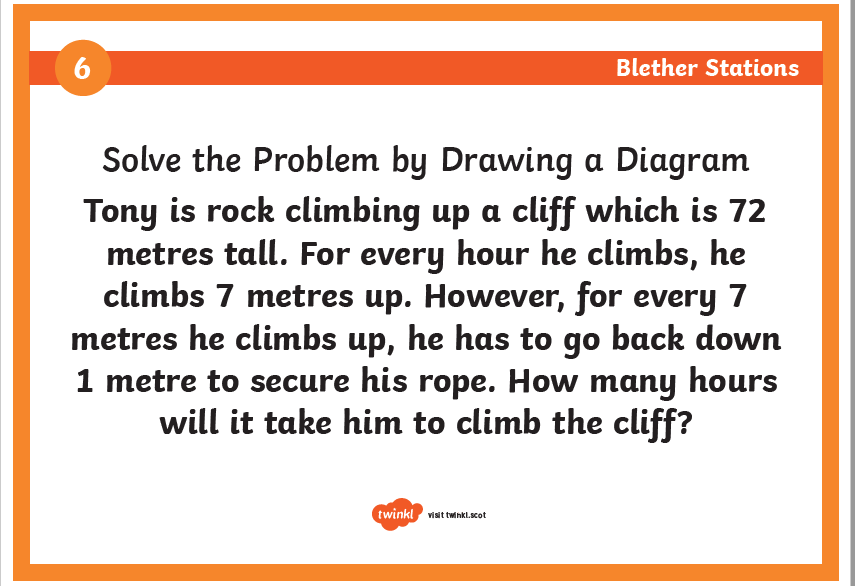 6
Blether Stations
Solve the Problem by Drawing a Diagram
Tony is rock climbing up a cliff which is 72
metres tall. For every hour he climbs, he
climbs 7 metres up. However, for every 7
metres he climbs up, he has to go back down
1 metre to secure his rope. How many hours
will it take him to climb the cliff?
twinkl visit twinkl.scot